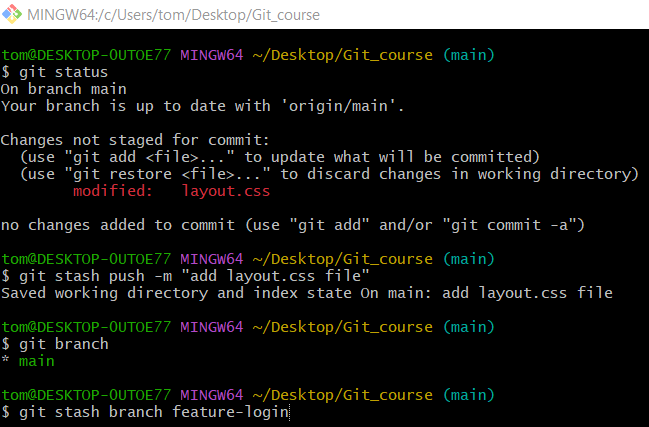 MINGW64:/c/Users/tom/Desktop/Git_course
tom@DESKTOP-OUTOE77 MINGW64 ~/Desktop/Git_course (main)
$ git status
On branch main
Your branch is up to date with 'origin/main'.
Changes not staged for commit:
  (use "git add <file>..." to update what will be committed)
  (use "git restore <file>..." to discard changes in working directory)
        modified:   layout.css
no changes added to commit (use "git add" and/or "git commit -a")
tom@DESKTOP-OUTOE77 MINGW64 ~/Desktop/Git_course (main)
$ git stash push -m "add layout.css file"
Saved working directory and index state On main: add layout.css file
tom@DESKTOP-OUTOE77 MINGW64 ~/Desktop/Git_course (main)
$ git branch
* main
tom@DESKTOP-OUTOE77 MINGW64 ~/Desktop/Git_course (main)
$ git stash branch feature-login